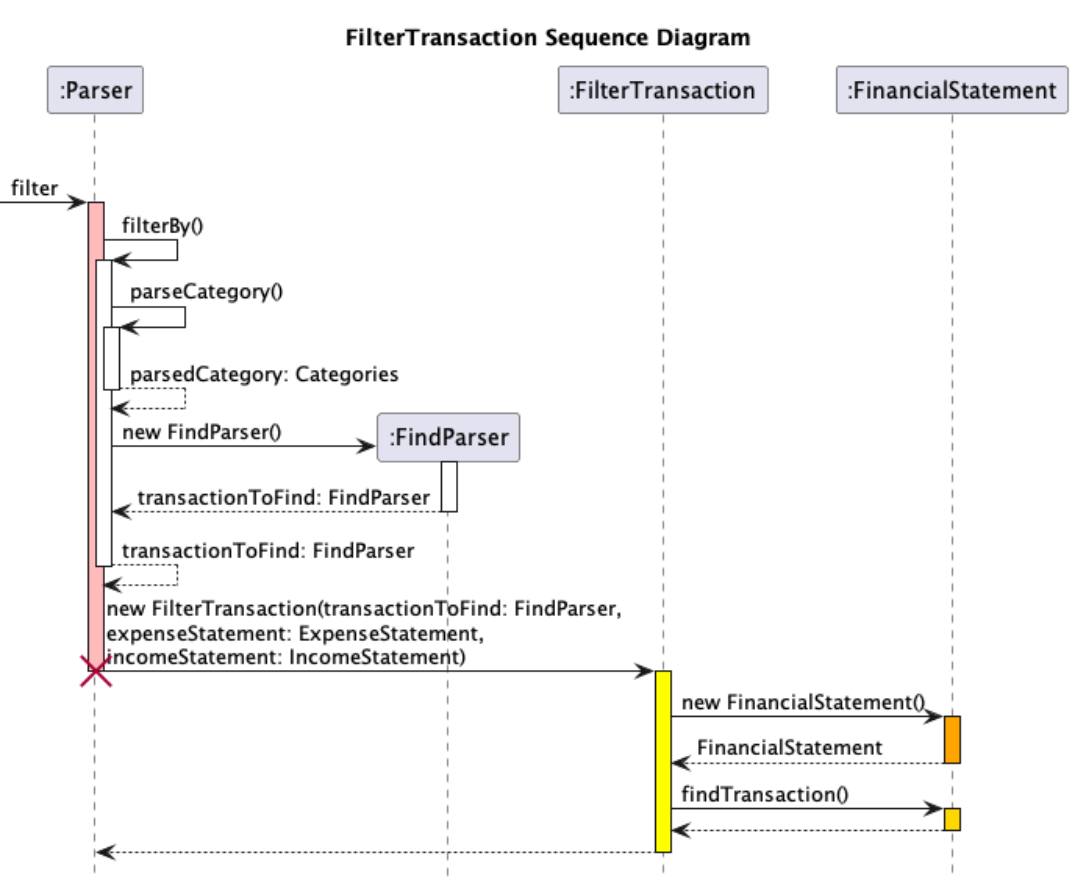 FilterTransaction Sequence Diagram
:Parser
:FilterTransaction
:FinancialStatement
filter
filterBy()
parseCategory()
parsedCategory: Categories
new FindParser()
:FindParser
transactionToFind: FindParser
transactionToFind: FindParser
new FilterTransaction(transactionToFind: FindParser,
expenseStatement: ExpenseStatement,
incomeStatement: IncomeStatement)
new FinancialStatement()
FinancialStatement
findTransaction()